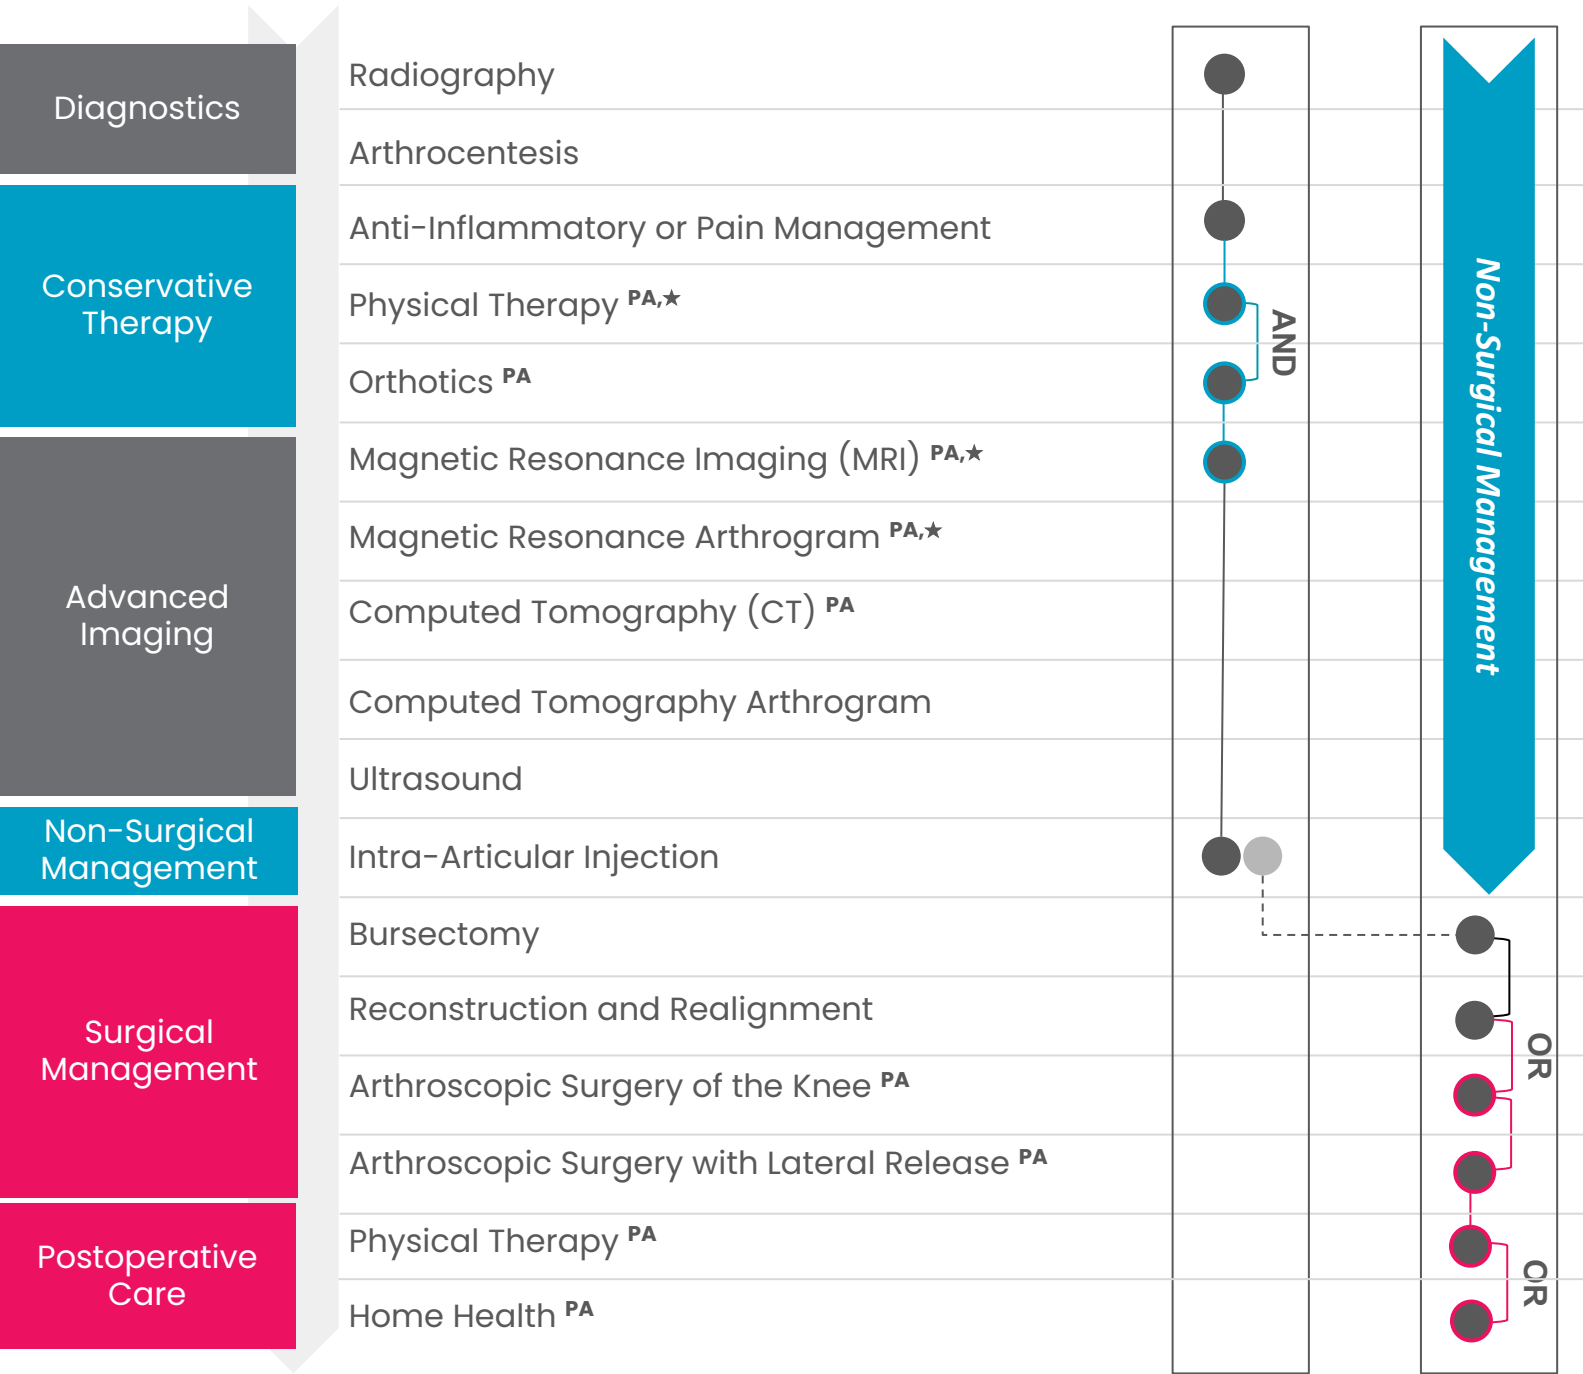 Diagnostics
Radiography
Arthrocentesis
Conservative
Therapy
Anti-Inflammatory or Pain Management
Physical Therapy PA,★
Orthotics PA
AND
Advanced
Imaging
Magnetic Resonance Imaging (MRI) PA,★
Magnetic Resonance Arthrogram PA,★
Computed Tomography (CT) PA
Computed Tomography Arthrogram
Ultrasound
Non-Surgical
Management
Intra-Articular Injection
Non-Surgical Management
Surgical
Management
Bursectomy
Reconstruction and Realignment
Arthroscopic Surgery of the Knee PA
Arthroscopic Surgery with Lateral Release PA
OR
Postoperative
Care
Physical Therapy PA
Home Health PA
OR